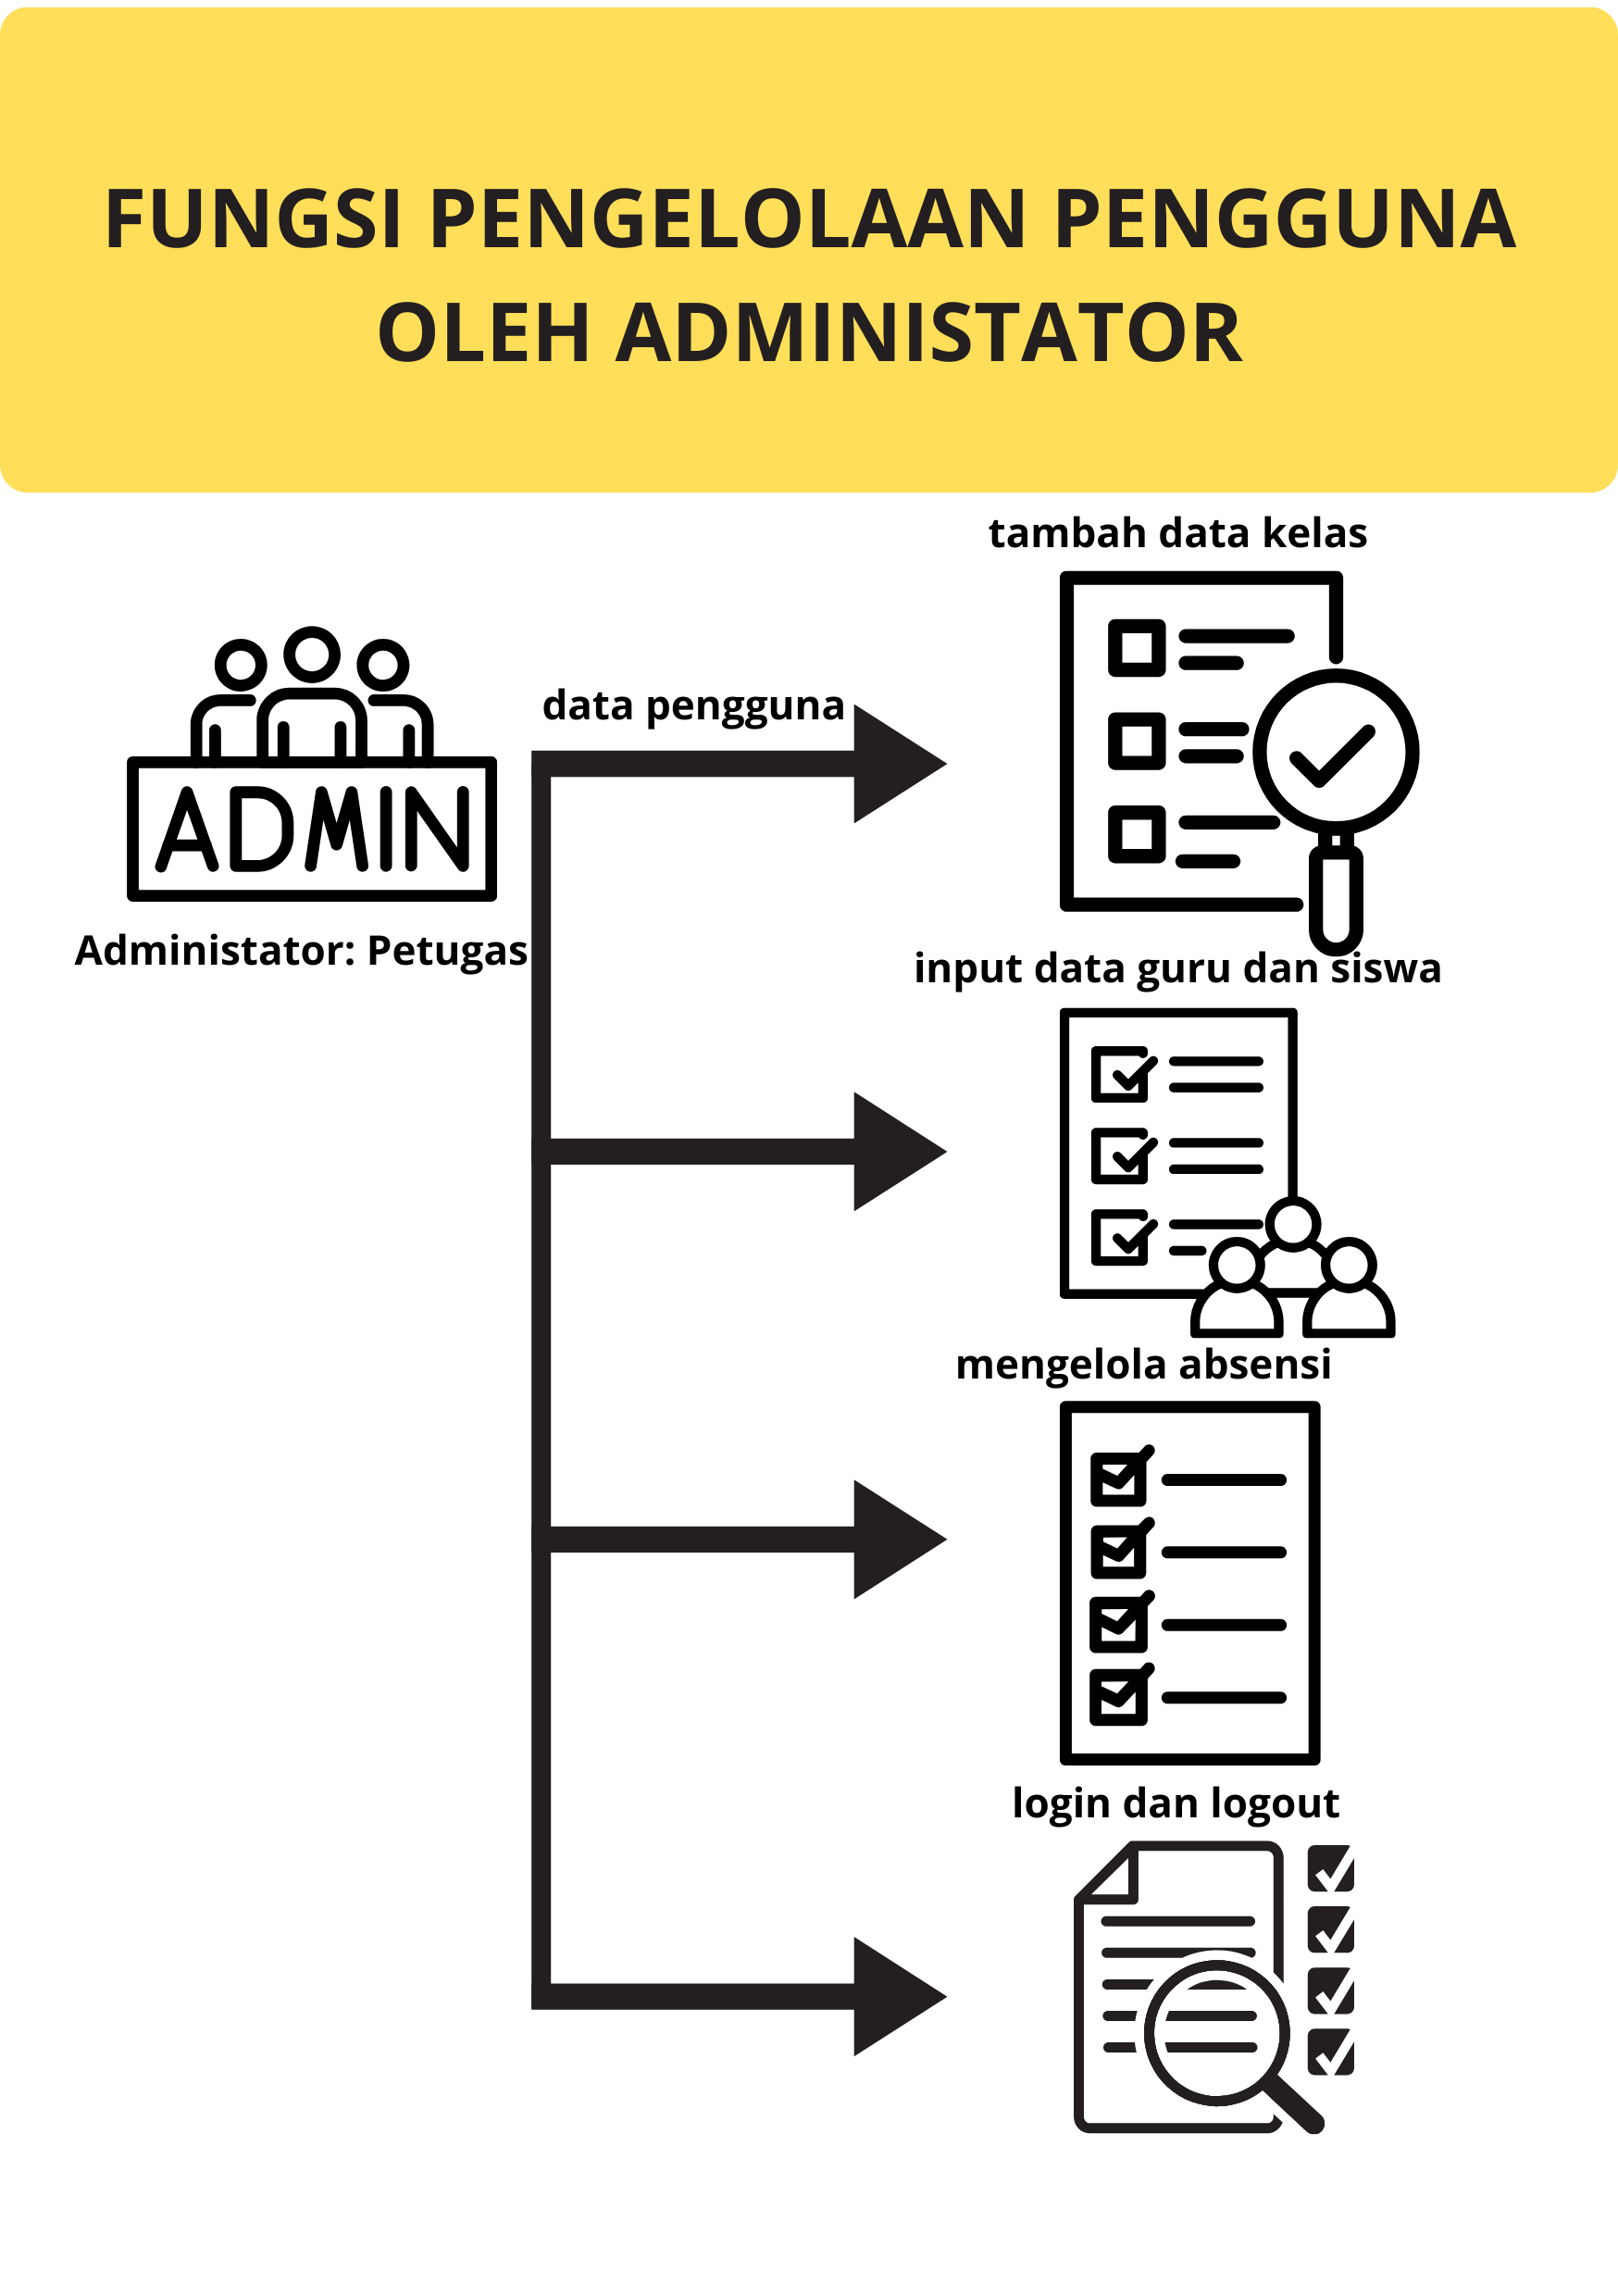 FUNGSI PENGELOLAAN PENGGUNA
OLEH ADMINISTATOR
tambah data kelas
data pengguna
ADMIN
Administator: Petugas
input data guru dan siswa
mengelola absensi
login dan logout